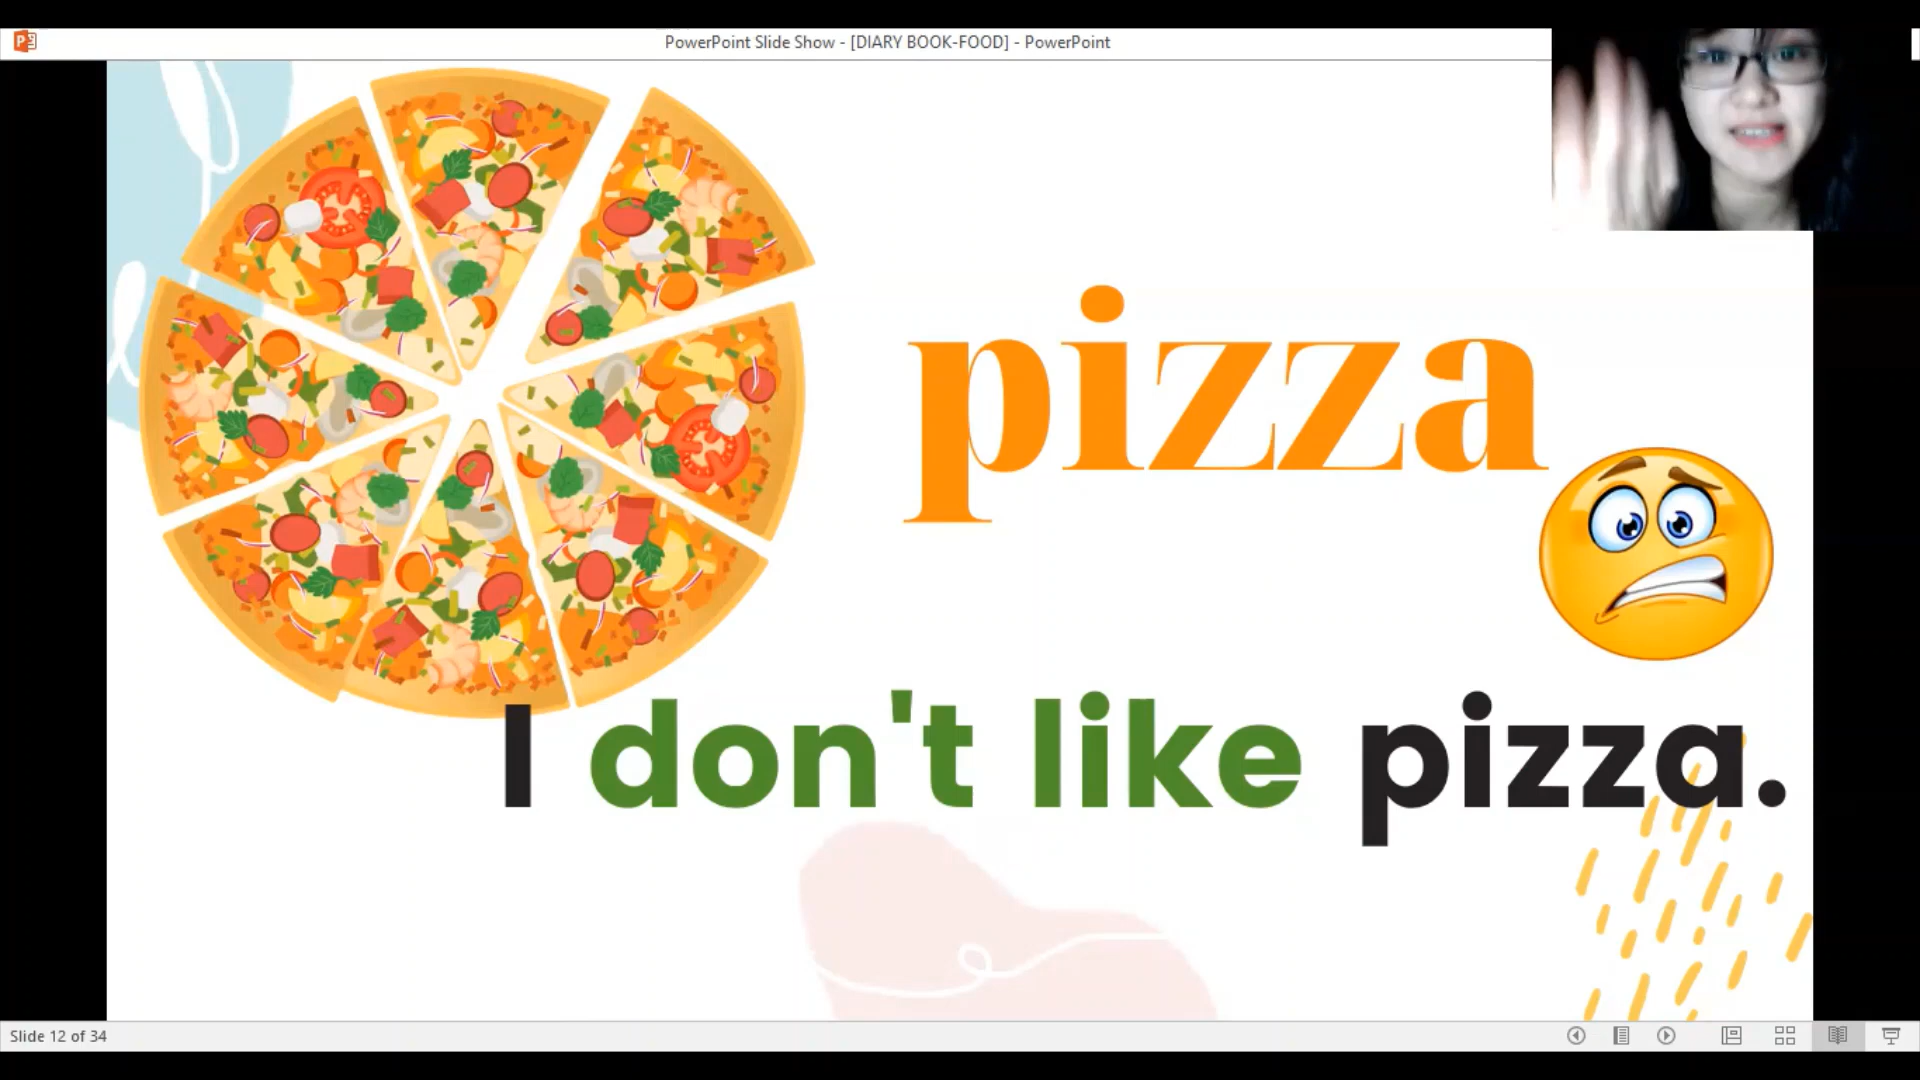 PowerPoint Slide Show - [DIARY BOOK-FOOD] - PowerPoint
pizza
I don't like pizza.
Slide 12 of 34